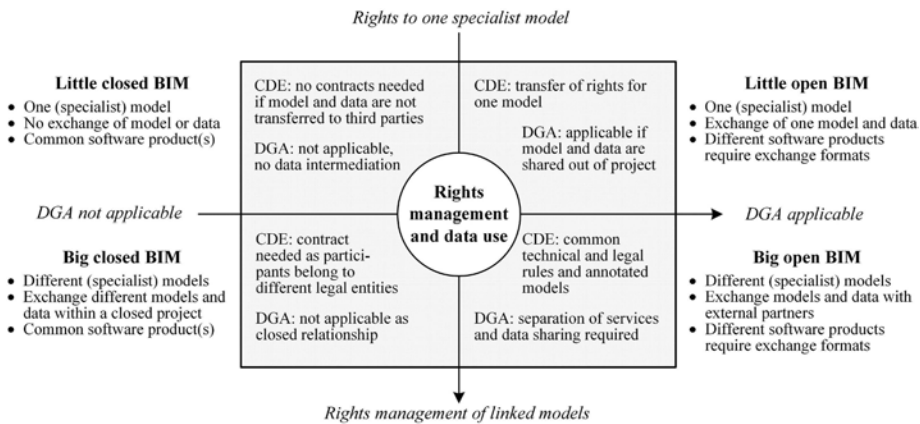 Rights to one specialist model
Little closed BIM
• One (specialist) model
• No exchange of model or data
• Common software product(s)
CDE: no contracts needed
if model and data are not
transferred to third parties
DGA: not applicable,
no data intermediation
CDE: transfer of rights for
one model
DGA: applicable if
model and data are
shared out of project
Little open BIM
• One (specialist) model
• Exchange of one model and data
• Different software products
require exchange formats
DGA not applicable
Rights
management
and data use
DGA applicable
Big closed BIM
• Different (specialist) models
• Exchange different models and
data within a closed project
• Common software product(s)
CDE: contract
needed as partici-
pants belong to
different legal entities
DGA: not applicable as
closed relationship
CDE: common
technical and legal
rules and annotated
models
DGA: separation of services
and data sharing required
Big open BIM
• Different (specialist) models
• Exchange models and data with
external partners
• Different software products
require exchange formats
Rights management of linked models